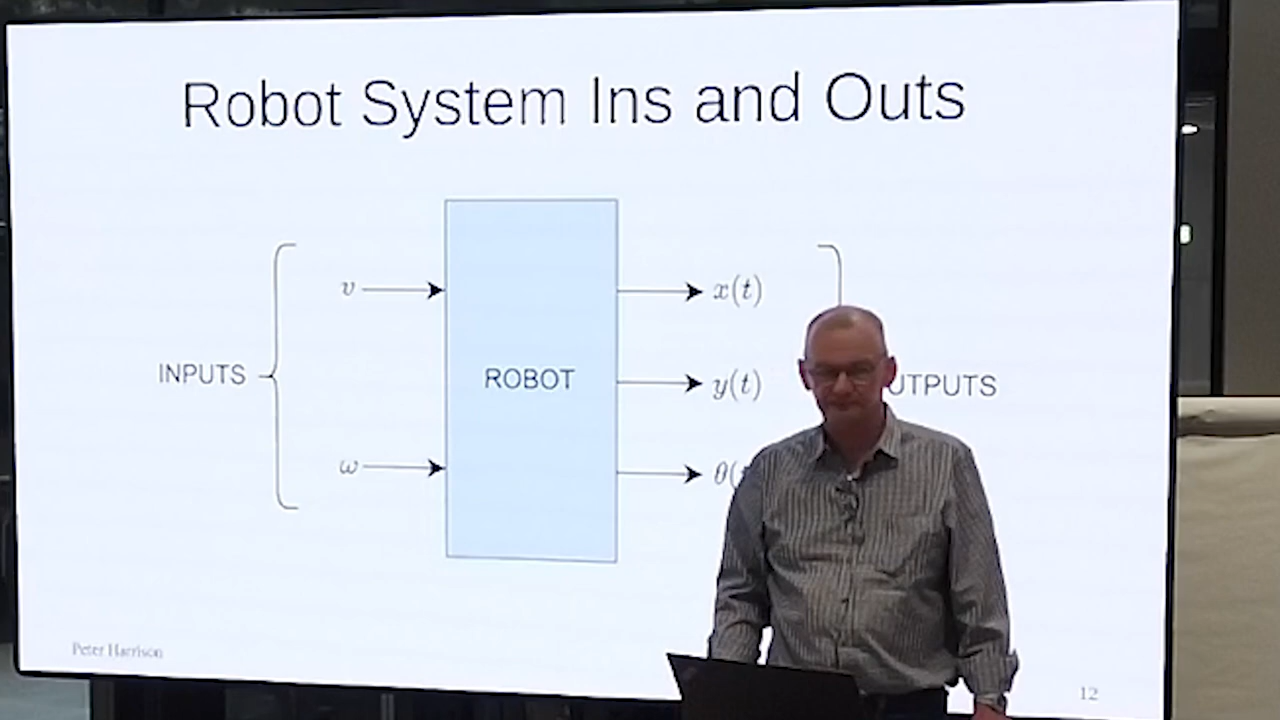 Robot System Ins and Outs
v
x(t)
INPUTS
ROBOT
y(t)
UTPUTS
ω
θ(
Peter Harrison
12